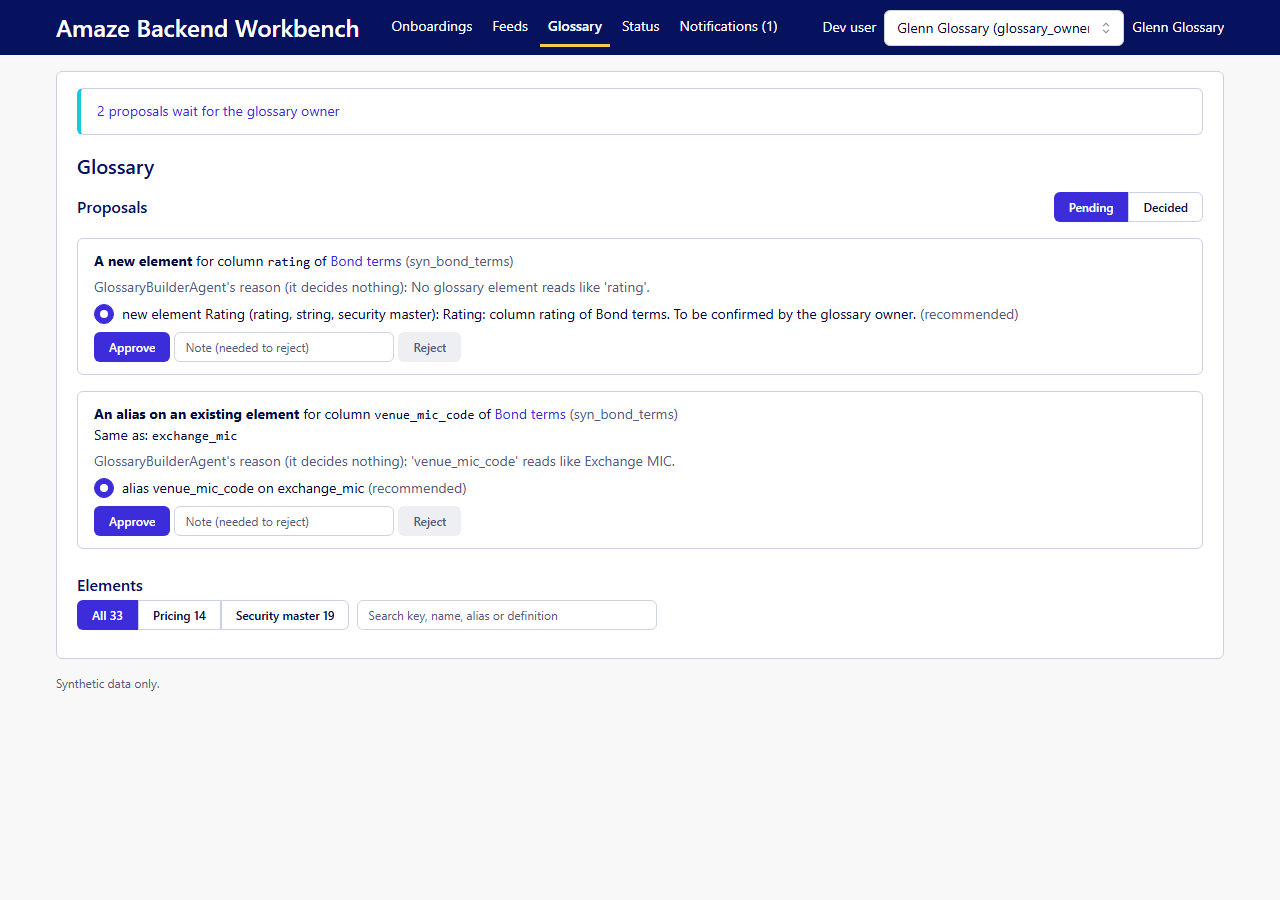 Amaze Backend Workbench
Onboardings Feeds Glossary Status Notifications (1)
Dev user Glenn Glossary (glossary_owner Glenn Glossary
2 proposals wait for the glossary owner
Glossary
Proposals
Pending Decided
A new element for column rating of Bond terms (syn_bond_terms)
GlossaryBuilderAgent's reason (it decides nothing): No glossary element reads like 'rating'.
new element Rating (rating, string, security master): Rating: column rating of Bond terms. To be confirmed by the glossary owner. (recommended)
Approve Note (needed to reject) Reject
An alias on an existing element for column venue_mic_code of Bond terms (syn_bond_terms)
Same as: exchange_mic
GlossaryBuilderAgent's reason (it decides nothing): 'venue_mic_code' reads like Exchange MIC.
alias venue_mic_code on exchange_mic (recommended)
Approve Note (needed to reject) Reject
Elements
All 33 Pricing 14 Security master 19 Search key, name, alias or definition
Synthetic data only.